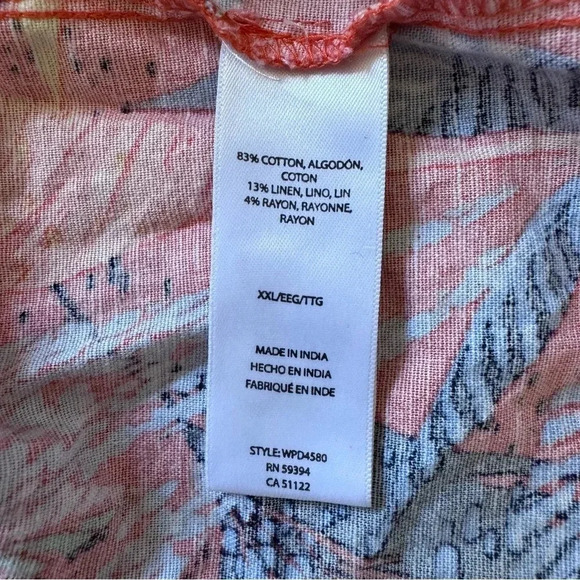 83% COTTON, ALGODÓN,
COTON
13% LINEN, LINO, LIN
4% RAYON, RAYONNE,
RAYON
XXL/EEG/TTG
MADE IN INDIA
HECHO EN INDIA
FABRIQUÉ EN INDE
STYLE: WPD4580
RN 59394
CA 51122